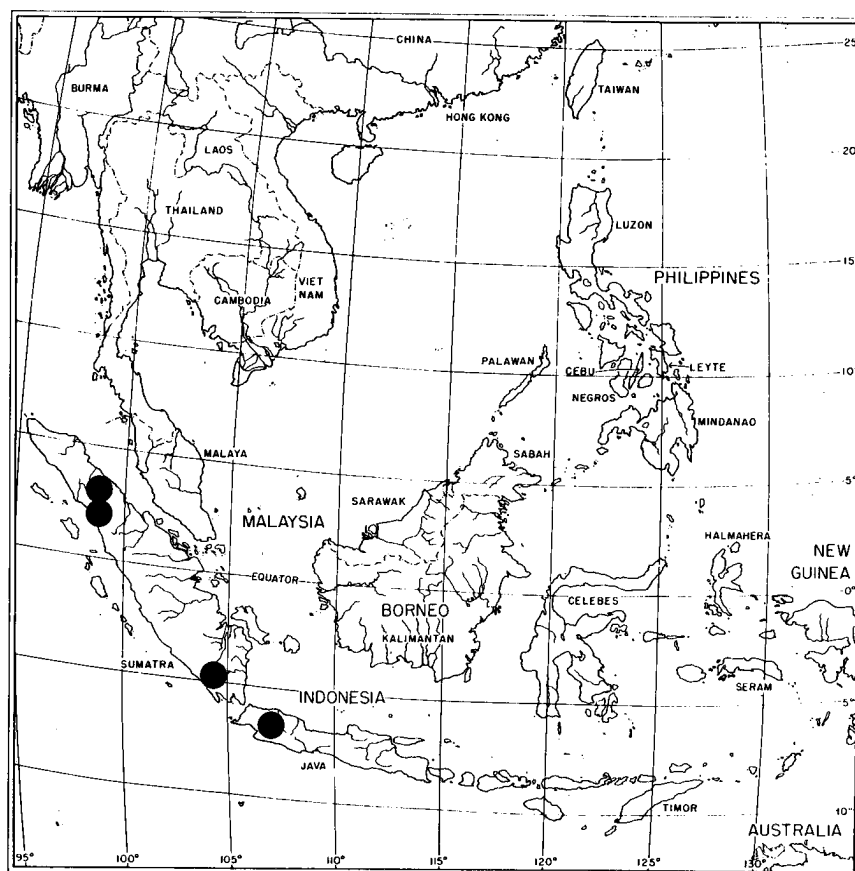 CHINA
25°
BURMA
TAIWAN
HONG KONG
LAOS
20°
THAILAND
LUZON
VIET
NAM
PHILIPPINES
15°
CAMBODIA
PALAWAN
CEBU
LEYTE
10°
NEGROS
MINDANAO
MALAYA
SABAH
5°
SARAWAK
MALAYSIA
HALMAHERA
NEW
GUINEA
EQUATOR
0°
BORNEO
CELEBES
KALIMANTAN
SUMATRA
SERAM
INDONESIA
5°
JAVA
TIMOR
10°
AUSTRALIA
95°
100°
105°
110°
115°
120°
125°
130°